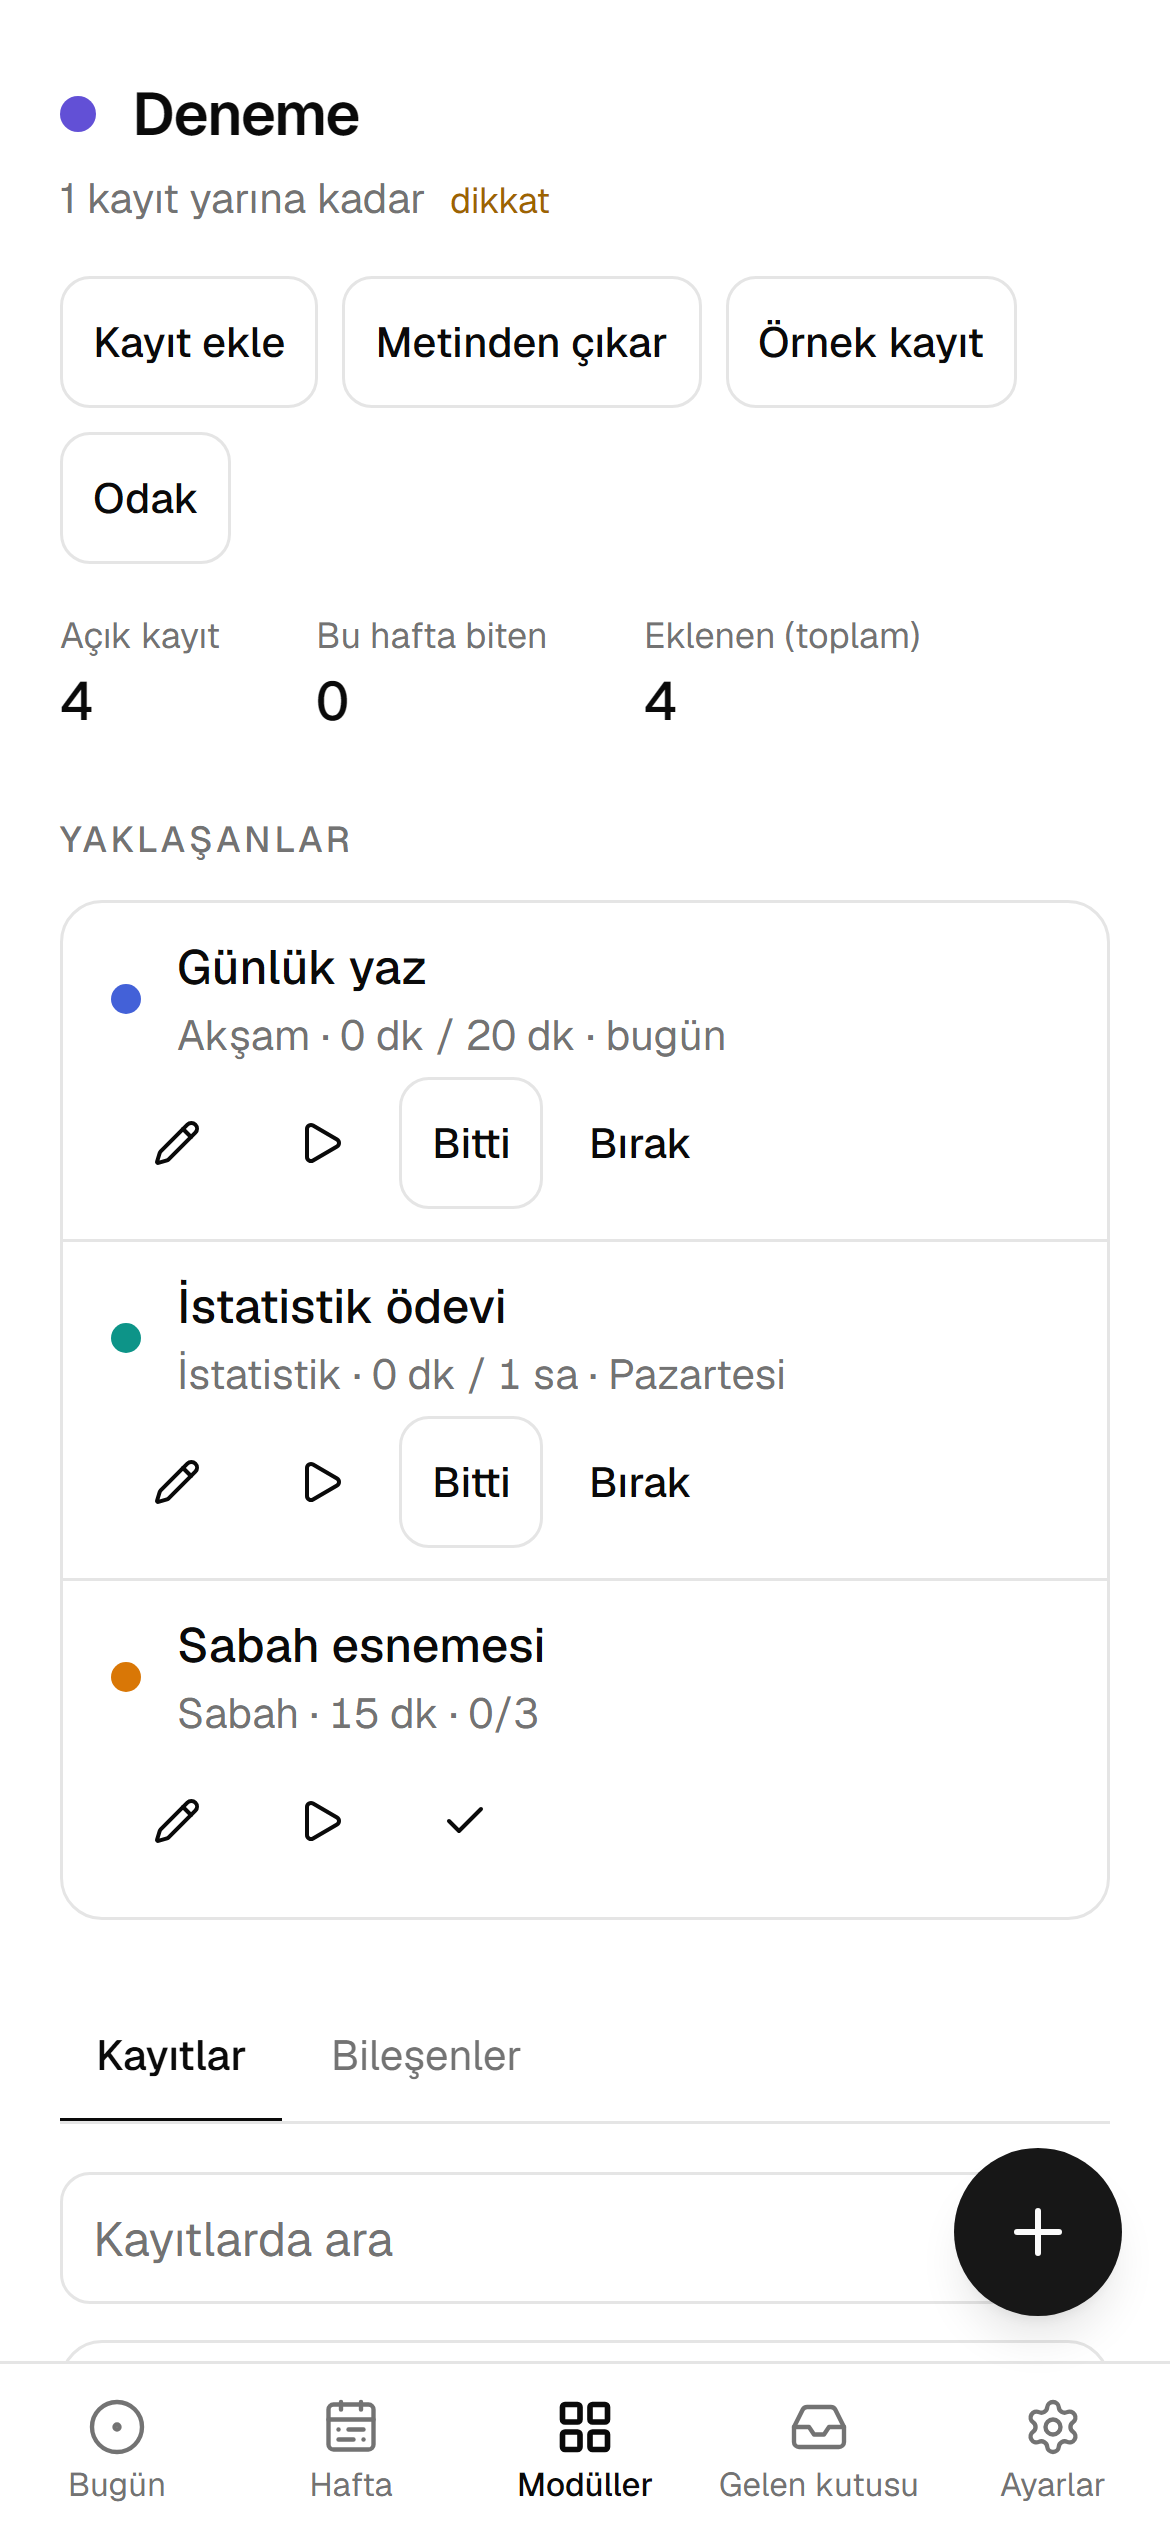 Deneme
1 kayıt yarına kadar dikkat
Kayıt ekle
Metinden çıkar
Örnek kayıt
Odak
Açık kayıt
Bu hafta biten
Eklenen (toplam)
4
0
4
YAKLAŞANLAR
Günlük yaz
Akşam · 0 dk / 20 dk · bugün
Bitti
Bırak
İstatistik ödevi
İstatistik · 0 dk / 1 sa · Pazartesi
Bitti
Bırak
Sabah esnemesi
Sabah · 15 dk · 0/3
Kayıtlar
Bileşenler
Kayıtlarda ara
Bugün
Hafta
Modüller
Gelen kutusu
Ayarlar